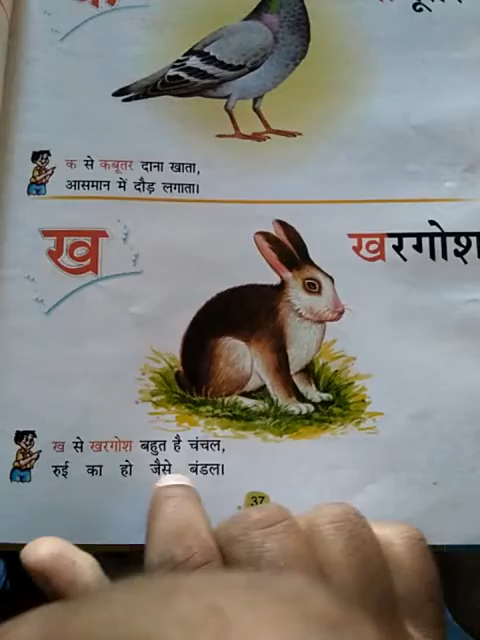 क से कबूतर दाना खाता,
आसमान में दौड़ लगाता।
ख
खरगोश
ख से खरगोश बहुत है चंचल,
रुई का हो जैसे बंडल।
37